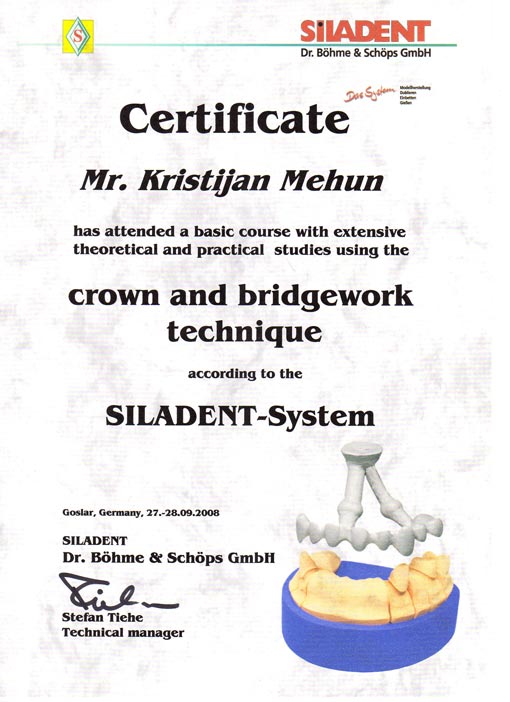 S
SiLADENT
Dr. Böhme & Schöps GmbH
Das System
Modellherstellung
Dublieren
Einbetten
Gießen
Certificate
Mr. Kristijan Mehun
has attended a basic course with extensive
theoretical and practical studies using the
crown and bridgework
technique
according to the
SILADENT-System
Goslar, Germany, 27.-28.09.2008
SILADENT
Dr. Böhme & Schöps GmbH
Stefan Tiehe
Technical manager